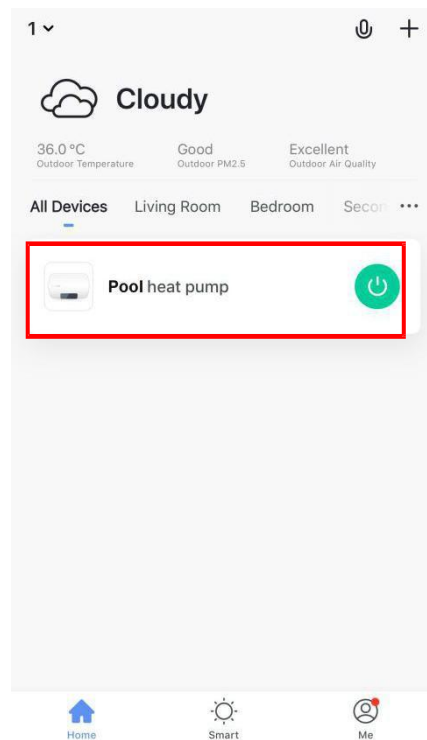 1
Cloudy
36.0 °C Good Excellent
Outdoor Temperature Outdoor PM2.5 Outdoor Air Quality
All Devices Living Room Bedroom Secon
Pool heat pump
Home Smart Me